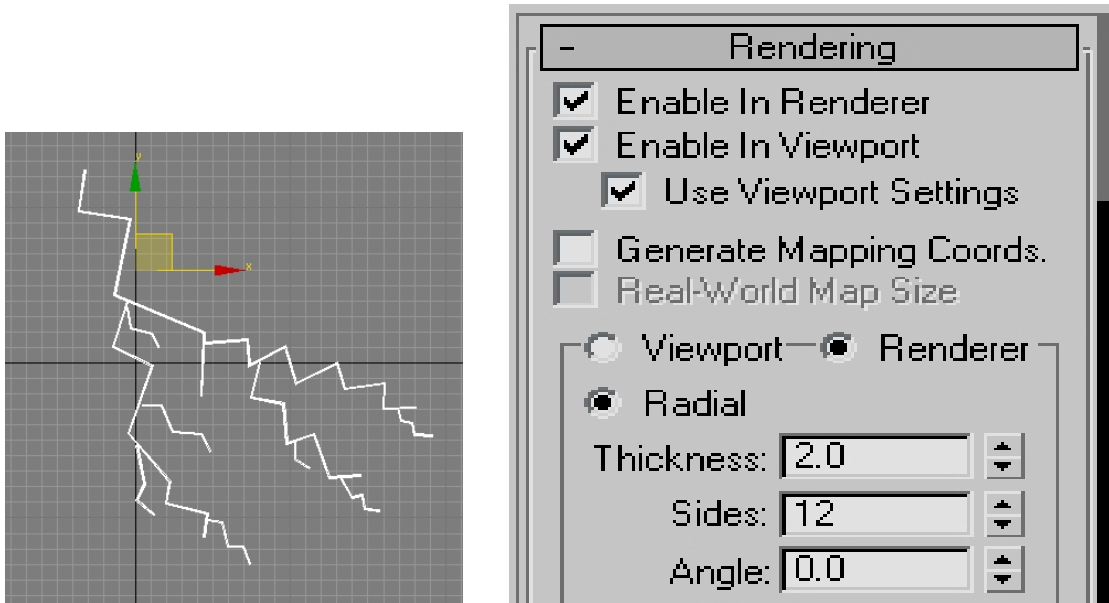 y
x
- Rendering
Enable In Renderer
Enable In Viewport
Use Viewport Settings
Generate Mapping Coords.
Real-World Map Size
Viewport Renderer
Radial
Thickness: 2.0
Sides: 12
Angle: 0.0